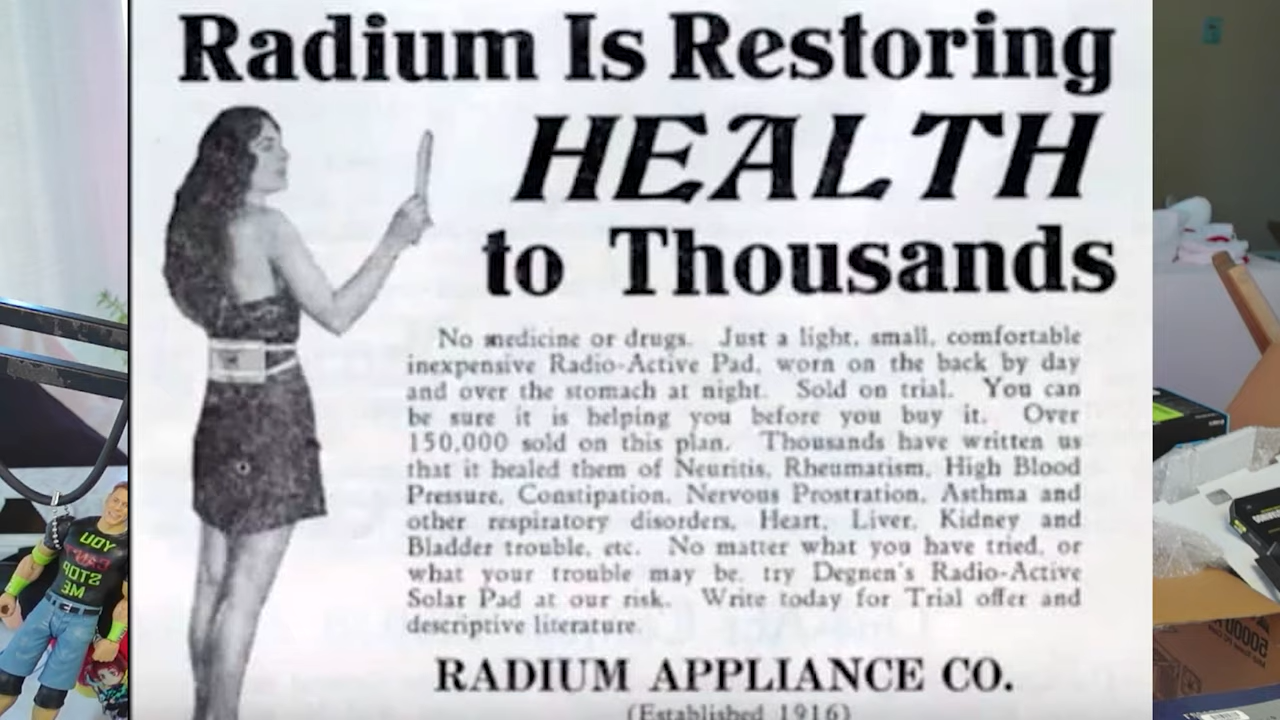 Radium Is Restoring
HEALTH
to Thousands
No medicine or drugs. Just a light, small, comfortable
inexpensive Radio-Active Pad, worn on the back by day
and over the stomach at night. Sold on trial. You can
be sure it is helping you before you buy it. Over
150,000 sold on this plan. Thousands have written us
that it healed them of Neuritis, Rheumatism, High Blood
Pressure, Constipation, Nervous Prostration, Asthma and
other respiratory disorders, Heart, Liver, Kidney and
Bladder trouble, etc. No matter what you have tried, or
what your trouble may be, try Degnen's Radio-Active
Solar Pad at our risk. Write today for Trial offer and
descriptive literature.
RADIUM APPLIANCE CO.
(Established 1916)
YOU
STOP
ME